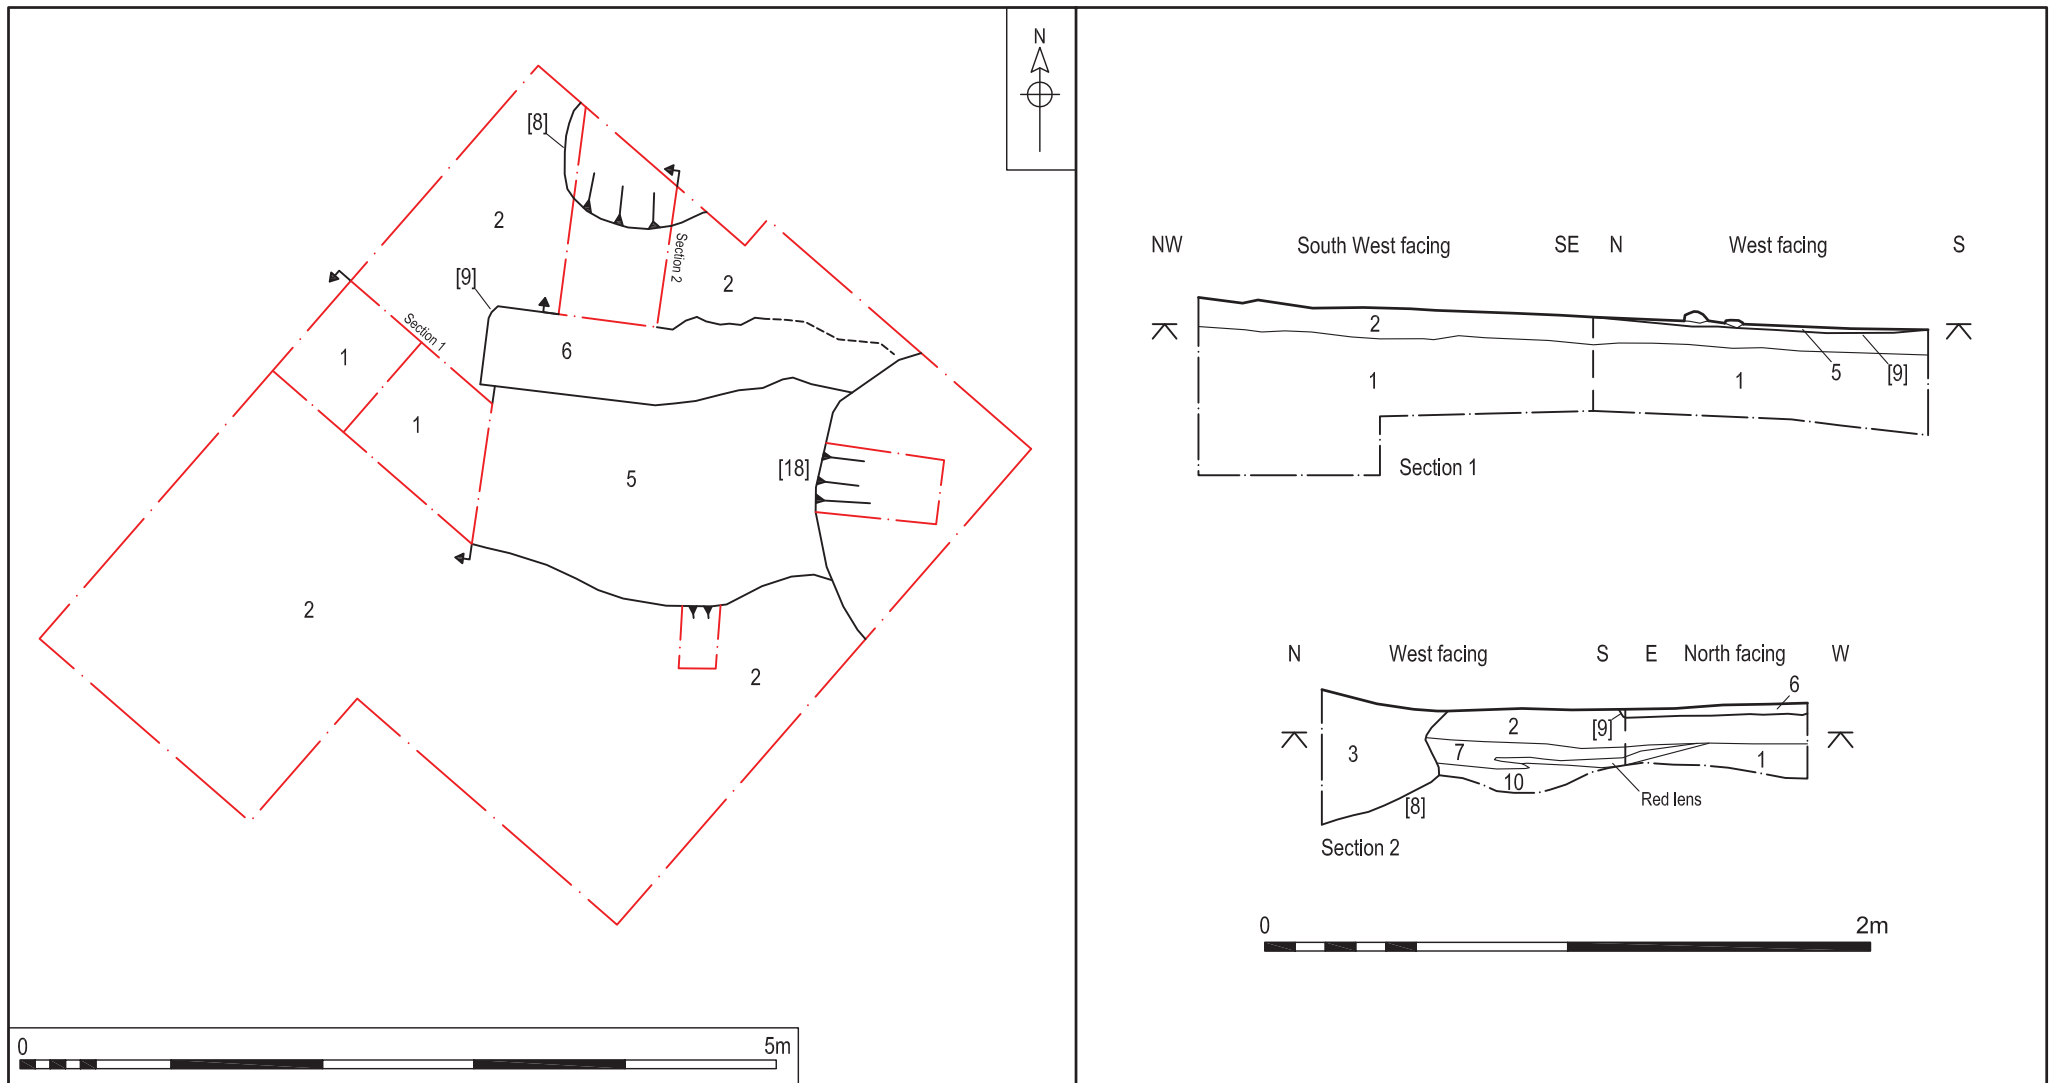 N
[8]
2
Section 2
[9]
2
Section 1
1
6
1
[18]
5
2
2
0 5m
NW South West facing SE N West facing S
2
1
1
5
[9]
Section 1
N West facing S E North facing W
6
2
[9]
3
7
1
10
Red lens
[8]
Section 2
0 2m